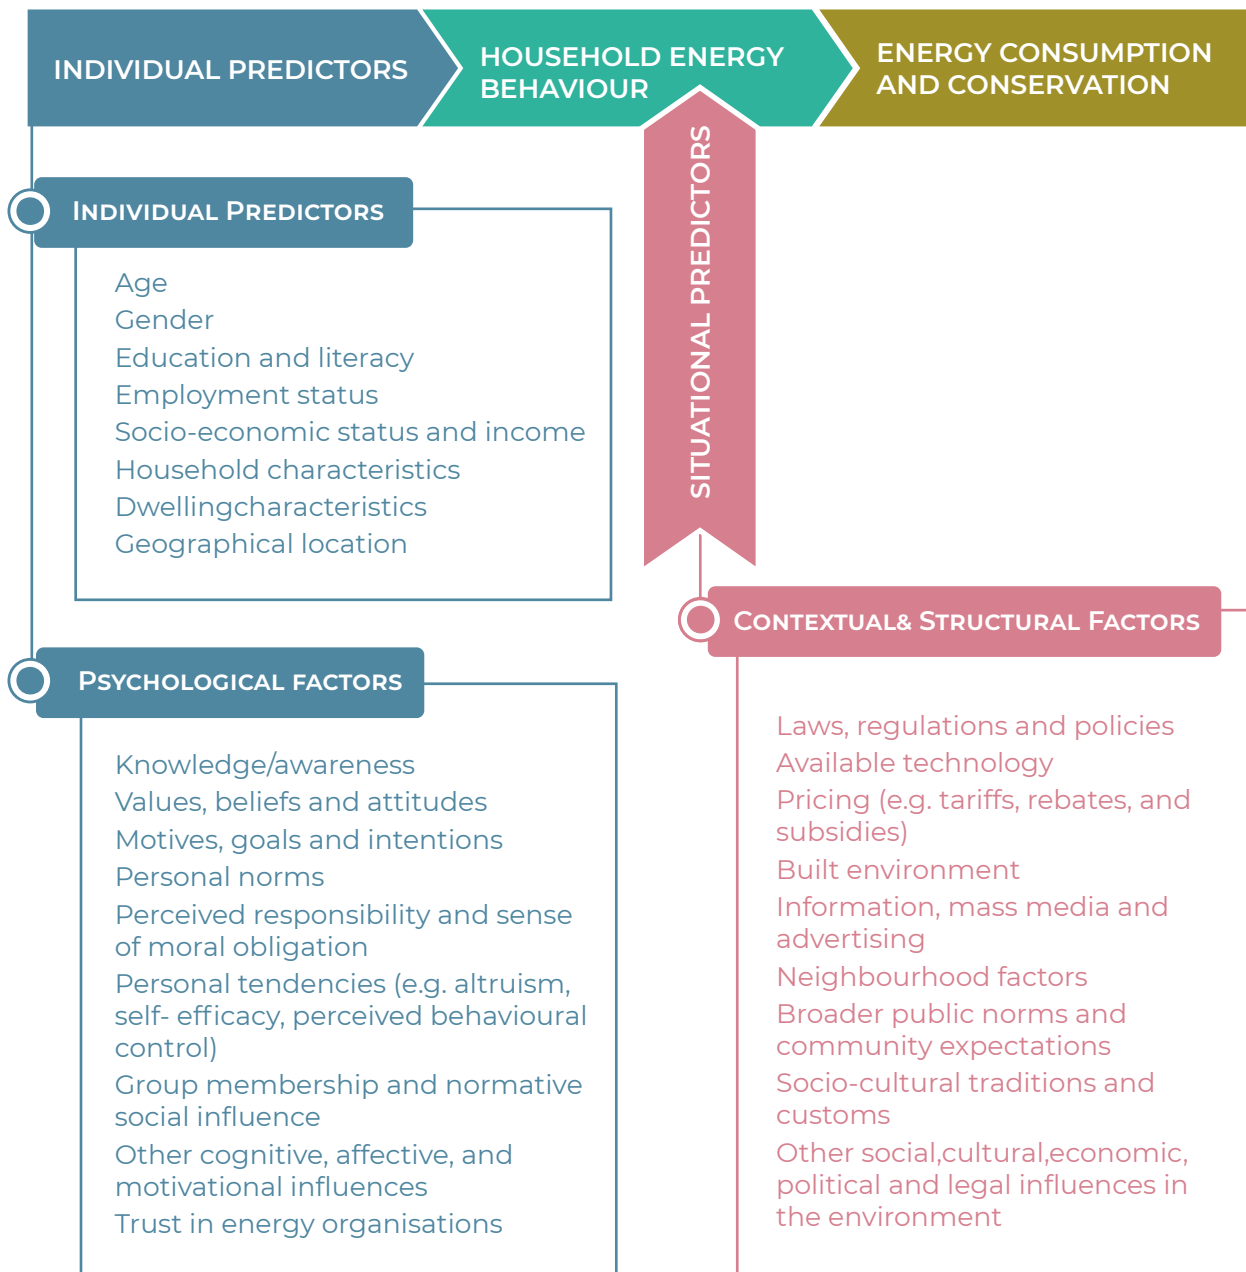 INDIVIDUAL PREDICTORS
HOUSEHOLD ENERGY
BEHAVIOUR
ENERGY CONSUMPTION
AND CONSERVATION
SITUATIONAL PREDICTORS
INDIVIDUAL PREDICTORS
Age
Gender
Education and literacy
Employment status
Socio-economic status and income
Household characteristics
Dwellingcharacteristics
Geographical location
PSYCHOLOGICAL FACTORS
Knowledge/awareness
Values, beliefs and attitudes
Motives, goals and intentions
Personal norms
Perceived responsibility and sense
of moral obligation
Personal tendencies (e.g. altruism,
self- efficacy, perceived behavioural
control)
Group membership and normative
social influence
Other cognitive, affective, and
motivational influences
Trust in energy organisations
CONTEXTUAL& STRUCTURAL FACTORS
Laws, regulations and policies
Available technology
Pricing (e.g. tariffs, rebates, and
subsidies)
Built environment
Information, mass media and
advertising
Neighbourhood factors
Broader public norms and
community expectations
Socio-cultural traditions and
customs
Other social,cultural,economic,
political and legal influences in
the environment